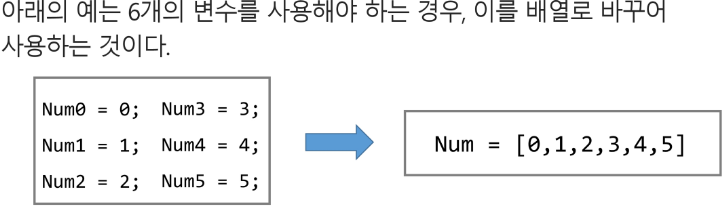 아래의 예는 6개의 변수를 사용해야 하는 경우, 이를 배열로 바꾸어
사용하는 것이다.
Num0 = 0; Num3 = 3;
Num1 = 1; Num4 = 4;
Num2 = 2; Num5 = 5;
Num = [0,1,2,3,4,5]